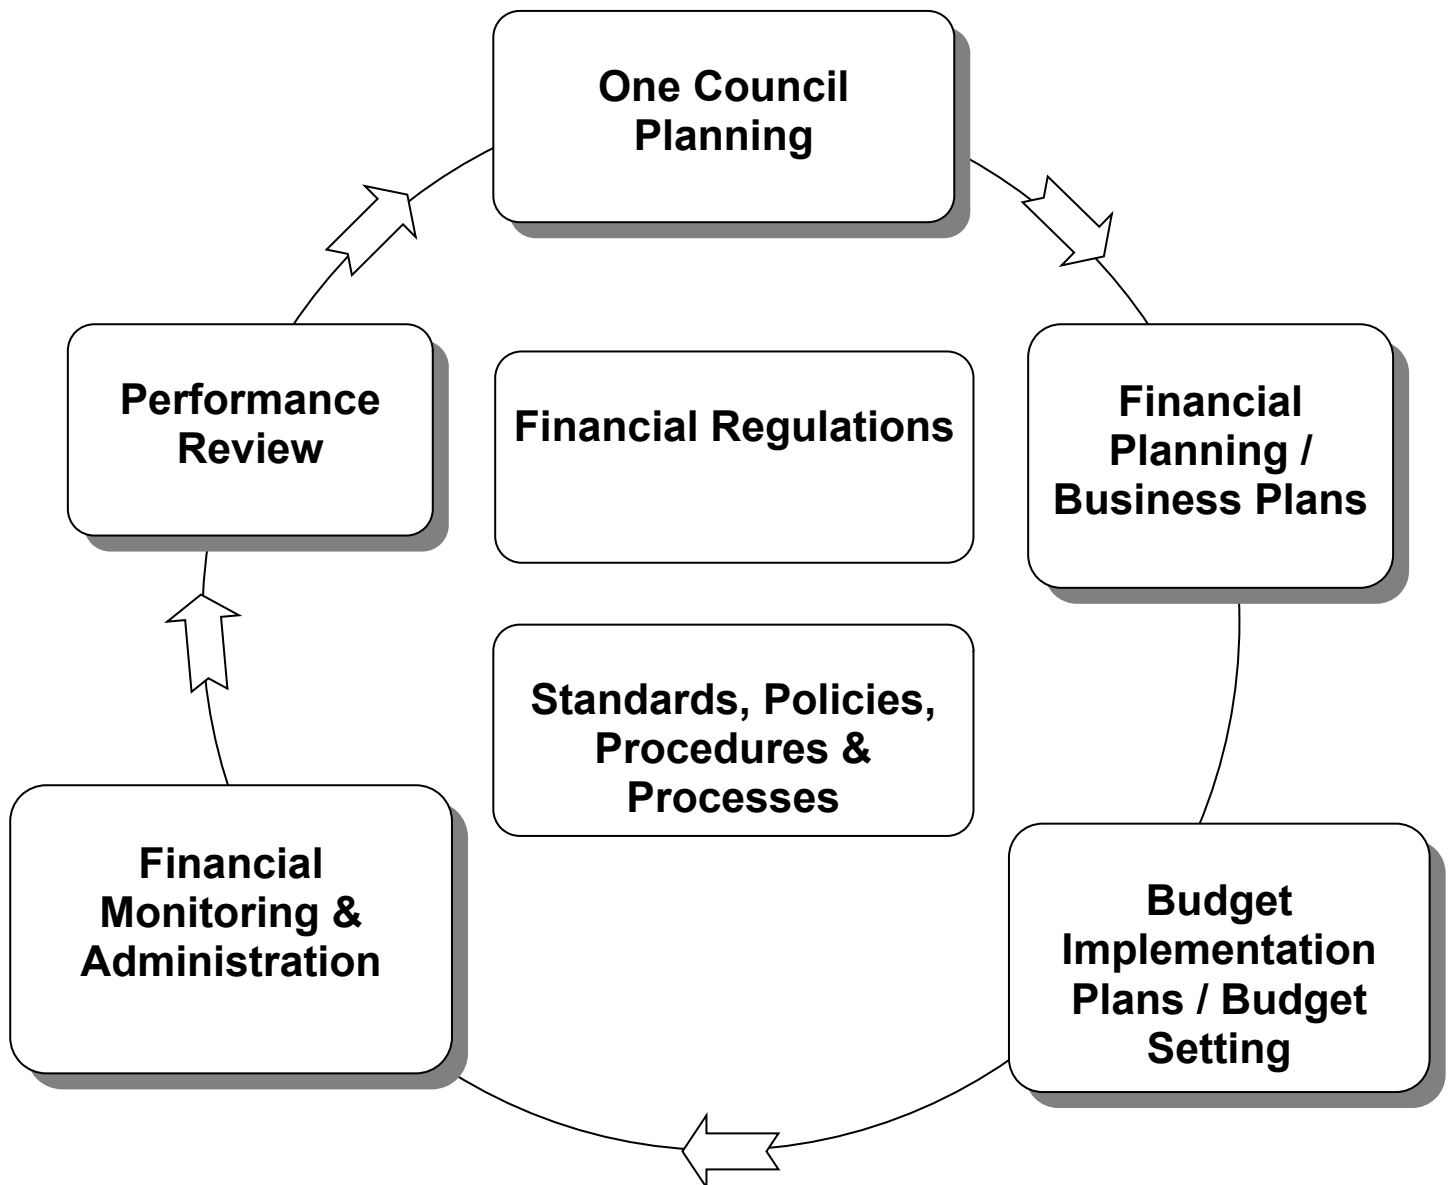 One Council
Planning
Performance
Review
Financial Regulations
Financial
Planning /
Business Plans
Standards, Policies,
Procedures &
Processes
Financial
Monitoring &
Administration
Budget
Implementation
Plans / Budget
Setting